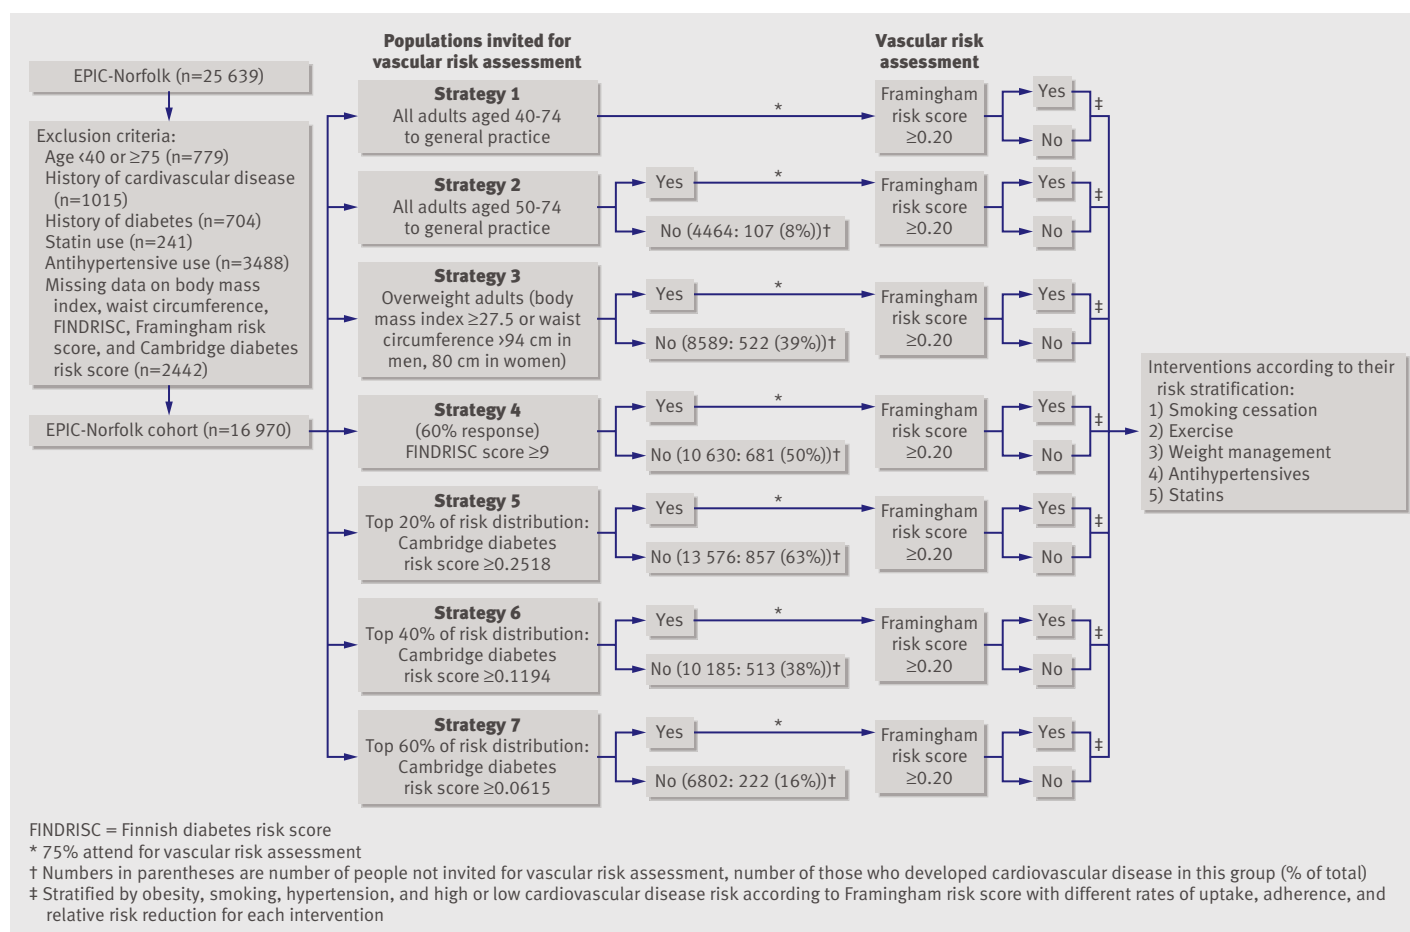 Populations invited for
vascular risk assessment
Vascular risk
assessment
EPIC-Norfolk (n=25 639)
Exclusion criteria:
Age <40 or ≥75 (n=779)
History of cardivascular disease
(n=1015)
History of diabetes (n=704)
Statin use (n=241)
Antihypertensive use (n=3488)
Missing data on body mass
index, waist circumference,
FINDRISC, Framingham risk
score, and Cambridge diabetes
risk score (n=2442)
EPIC-Norfolk cohort (n=16 970)
Strategy 1
All adults aged 40-74
to general practice
*
Framingham
risk score
≥0.20
Yes
No
‡
Strategy 2
All adults aged 50-74
to general practice
Yes
No (4464: 107 (8%))†
*
Framingham
risk score
≥0.20
Yes
No
‡
Strategy 3
Overweight adults (body
mass index ≥27.5 or waist
circumference >94 cm in
men, 80 cm in women)
Yes
No (8589: 522 (39%))†
*
Framingham
risk score
≥0.20
Yes
No
‡
Strategy 4
(60% response)
FINDRISC score ≥9
Yes
No (10 630: 681 (50%))†
*
Framingham
risk score
≥0.20
Yes
No
‡
Strategy 5
Top 20% of risk distribution:
Cambridge diabetes
risk score ≥0.2518
Yes
No (13 576: 857 (63%))†
*
Framingham
risk score
≥0.20
Yes
No
‡
Strategy 6
Top 40% of risk distribution:
Cambridge diabetes
risk score ≥0.1194
Yes
No (10 185: 513 (38%))†
*
Framingham
risk score
≥0.20
Yes
No
‡
Strategy 7
Top 60% of risk distribution:
Cambridge diabetes
risk score ≥0.0615
Yes
No (6802: 222 (16%))†
*
Framingham
risk score
≥0.20
Yes
No
‡
Interventions according to their
risk stratification:
1) Smoking cessation
2) Exercise
3) Weight management
4) Antihypertensives
5) Statins
FINDRISC = Finnish diabetes risk score
* 75% attend for vascular risk assessment
† Numbers in parentheses are number of people not invited for vascular risk assessment, number of those who developed cardiovascular disease in this group (% of total)
‡ Stratified by obesity, smoking, hypertension, and high or low cardiovascular disease risk according to Framingham risk score with different rates of uptake, adherence, and
relative risk reduction for each intervention